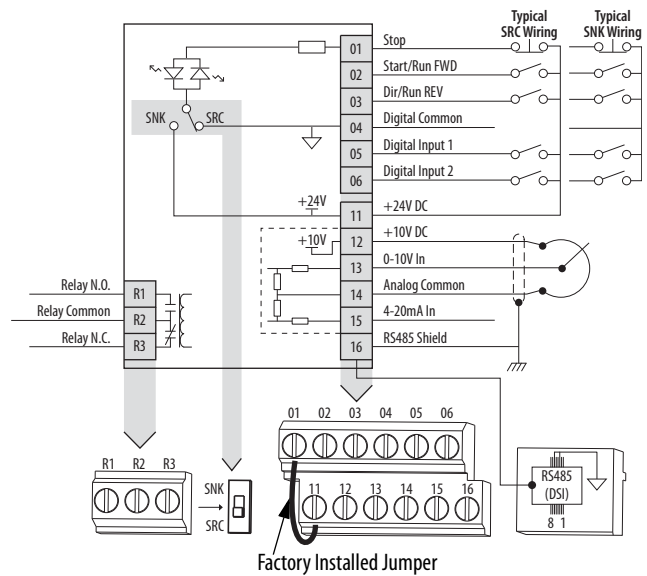 Typical SRC Wiring
Typical SNK Wiring
01 Stop
02 Start/Run FWD
03 Dir/Run REV
SNK SRC
04 Digital Common
05 Digital Input 1
06 Digital Input 2
+24V
11 +24V DC
+10V
12 +10V DC
13 0-10V In
14 Analog Common
15 4-20mA In
16 RS485 Shield
Relay N.O. R1
Relay Common R2
Relay N.C. R3
01 02 03 04 05 06
R1 R2 R3
11 12 13 14 15 16
SNK
SRC
RS485
(DSI)
8 1
Factory Installed Jumper